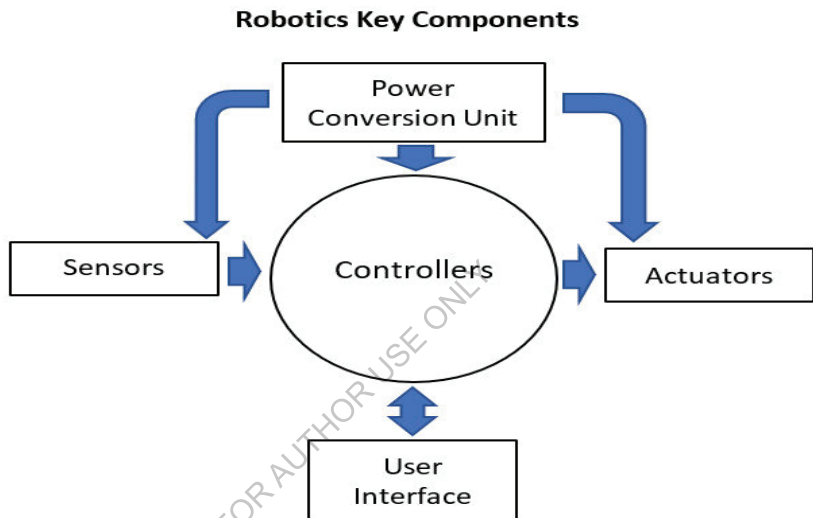 Robotics Key Components
Power
Conversion Unit
Sensors
Controllers
Actuators
FOR AUTHOR USE ONLY
User
Interface